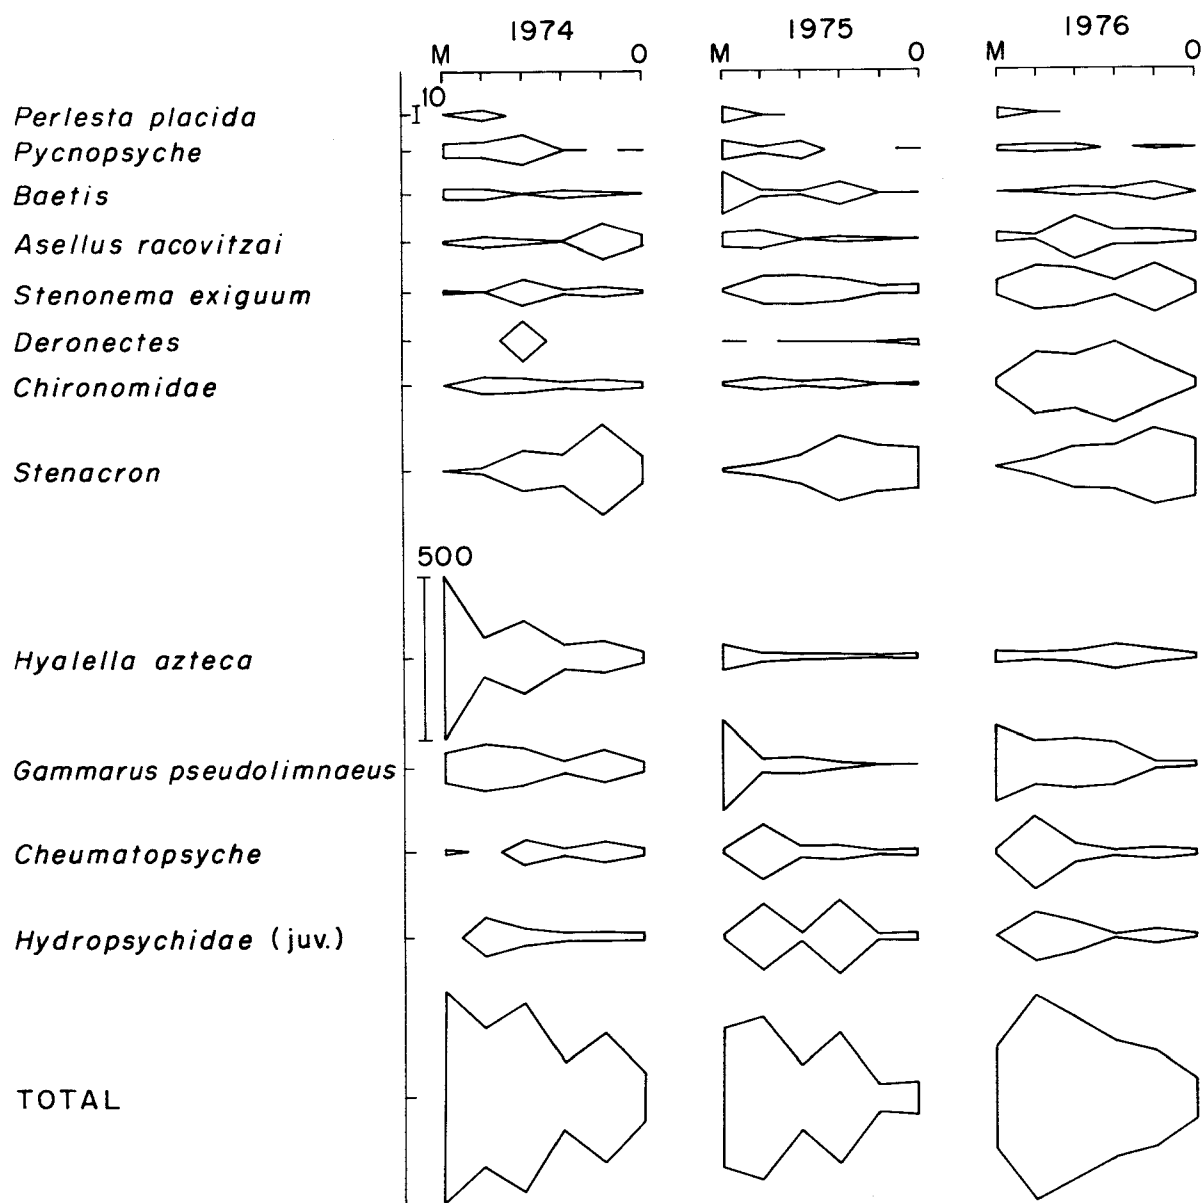 1974 1975 1976
M O M O M O
10
Perlesta placida
Pycnopsyche
Baetis
Asellus racovitzai
Stenonema exiguum
Deronectes
Chironomidae
Stenacron
500
Hyalella azteca
Gammarus pseudolimnaeus
Cheumatopsyche
Hydropsychidae (juv.)
TOTAL